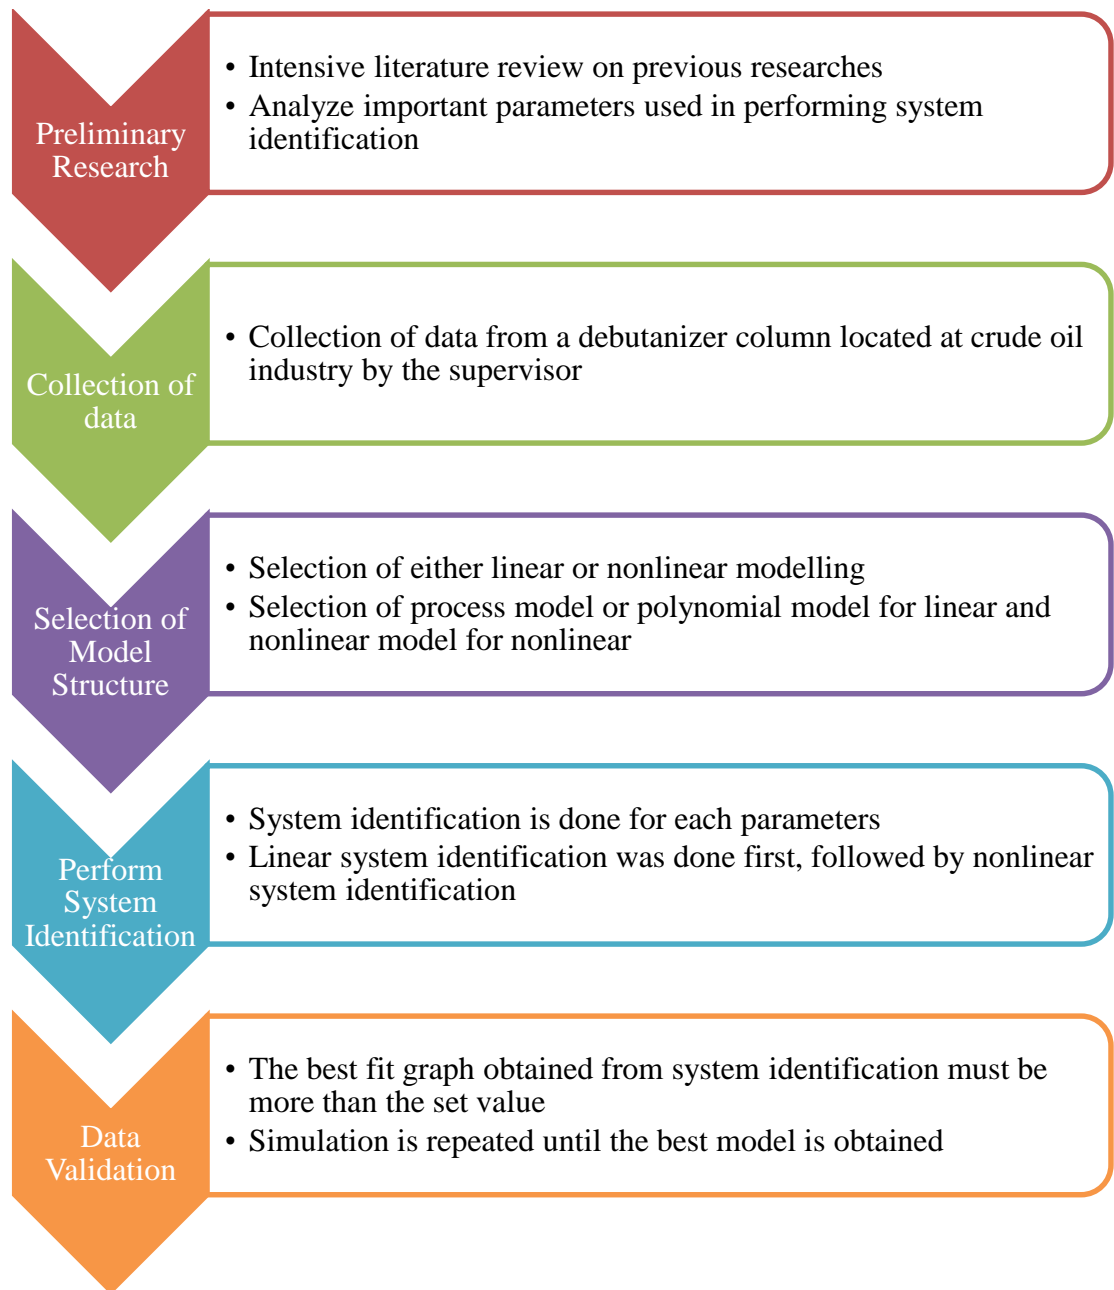 Preliminary
Research
• Intensive literature review on previous researches
• Analyze important parameters used in performing system
identification
Collection of
data
• Collection of data from a debutanizer column located at crude oil
industry by the supervisor
Selection of
Model
Structure
• Selection of either linear or nonlinear modelling
• Selection of process model or polynomial model for linear and
nonlinear model for nonlinear
Perform
System
Identification
• System identification is done for each parameters
• Linear system identification was done first, followed by nonlinear
system identification
Data
Validation
• The best fit graph obtained from system identification must be
more than the set value
• Simulation is repeated until the best model is obtained